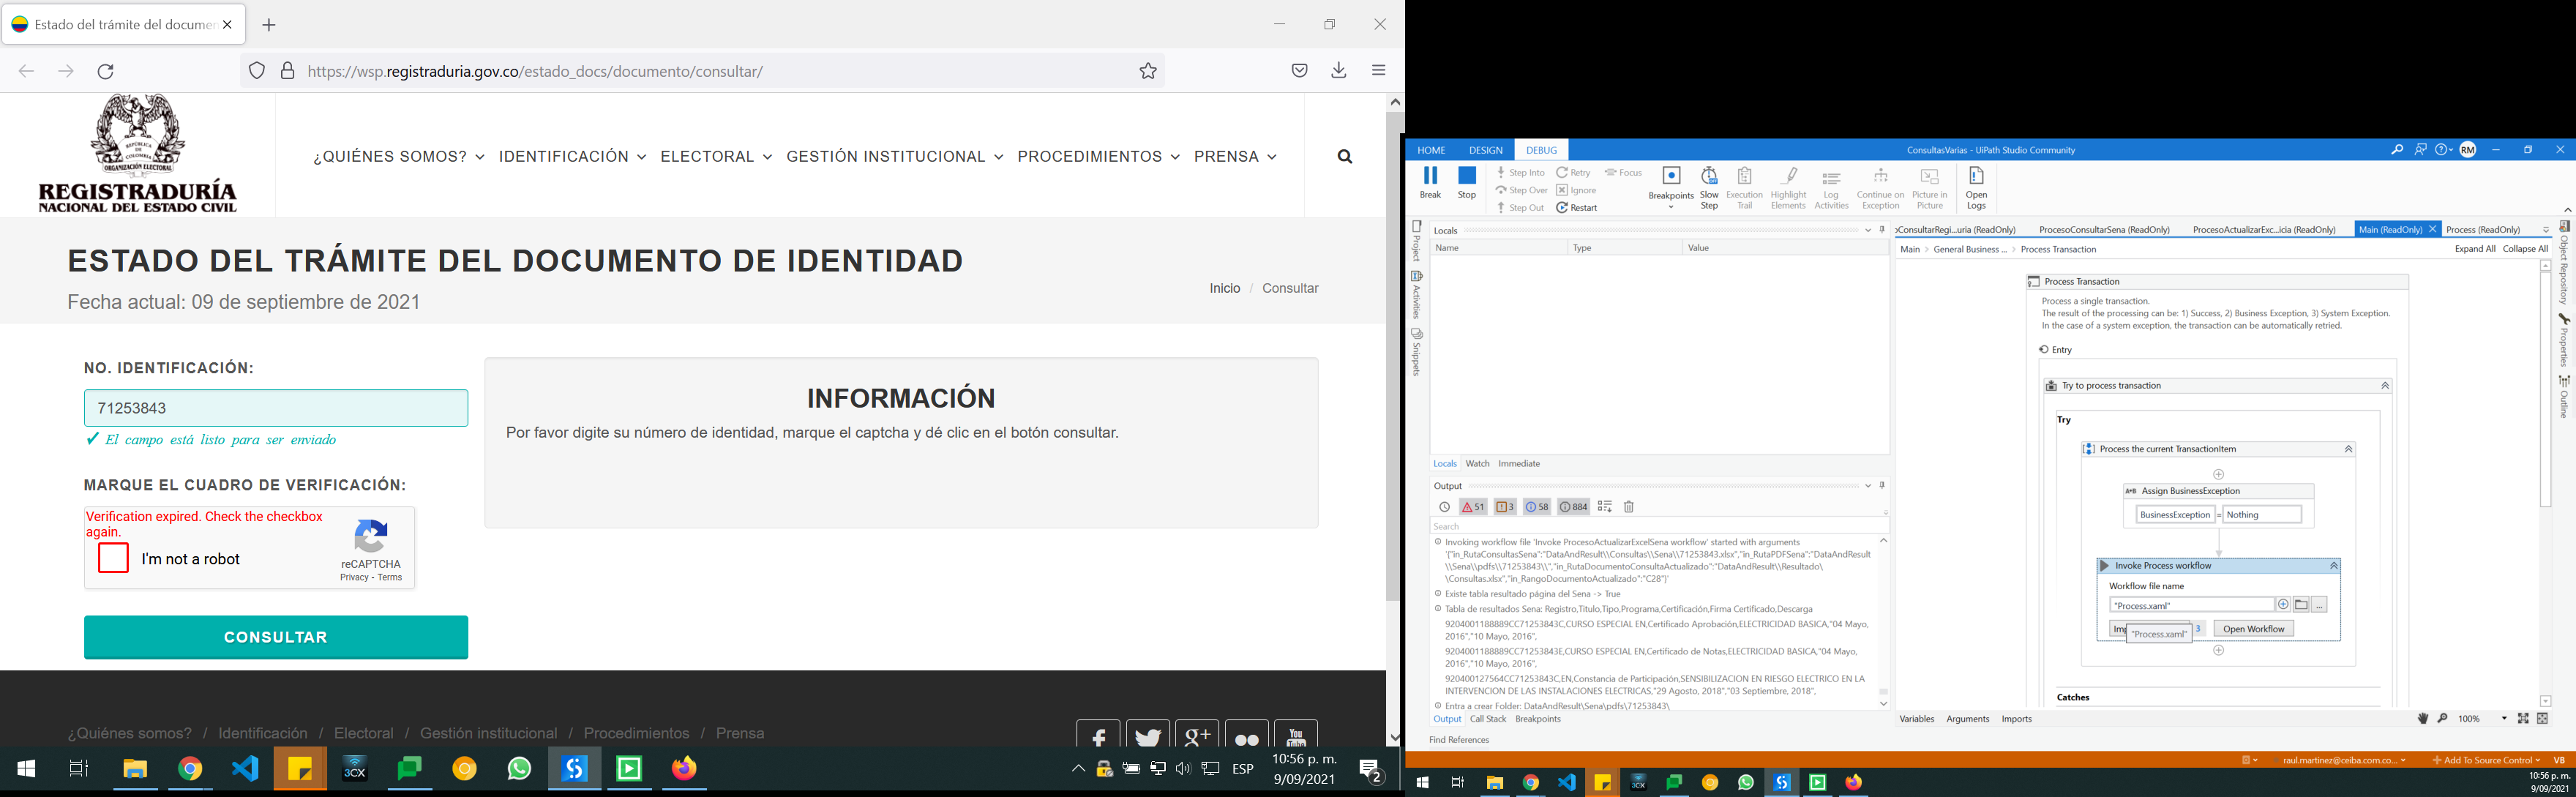 Estado del trámite del documen
https://wsp.registraduria.gov.co/estado_docs/documento/consultar/
REPUBLICA DE COLOMBIA
ORGANIZACIÓN ELECTORAL
REGISTRADURÍA
NACIONAL DEL ESTADO CIVIL
¿QUIÉNES SOMOS? IDENTIFICACIÓN ELECTORAL GESTIÓN INSTITUCIONAL PROCEDIMIENTOS PRENSA
ESTADO DEL TRÁMITE DEL DOCUMENTO DE IDENTIDAD
Fecha actual: 09 de septiembre de 2021
Inicio / Consultar
NO. IDENTIFICACIÓN:
71253843
✓ El campo está listo para ser enviado
MARQUE EL CUADRO DE VERIFICACIÓN:
Verification expired. Check the checkbox
again.
I'm not a robot
reCAPTCHA
Privacy - Terms
CONSULTAR
INFORMACIÓN
Por favor digite su número de identidad, marque el captcha y dé clic en el botón consultar.
¿Quiénes somos? / Identificación / Electoral / Gestión institucional / Procedimientos / Prensa
f g+ You Tube
3CX
ESP
10:56 p. m.
9/09/2021
2
HOME DESIGN DEBUG
ConsultasVarias - UiPath Studio Community
RM
Break Stop
Step Into Retry Focus
Step Over Ignore
Step Out Restart
Breakpoints
Slow Step
Execution Trail
Highlight Elements
Log Activities
Continue on Exception
Picture in Picture
Open Logs
Project
Activities
Snippets
Locals
Name Type Value
Locals Watch Immediate
Output
51 3 58 884
Search
Invoking workflow file 'Invoke ProcesoActualizarExcelSena workflow' started with arguments
'{"in_RutaConsultasSena":"DataAndResult\\Consultas\\Sena\\71253843.xlsx","in_RutaPDFSena":"DataAndResult
\\Sena\\pdfs\\71253843\\","in_RutaDocumentoConsultaActualizado":"DataAndResult\\Resultado\
\Consultas.xlsx","in_RangoDocumentoActualizado":"C28"}'
Existe tabla resultado página del Sena -> True
Tabla de resultados Sena: Registro,Titulo,Tipo,Programa,Certificación,Firma Certificado,Descarga
9204001188889CC71253843C,CURSO ESPECIAL EN,Certificado Aprobación,ELECTRICIDAD BASICA,"04 Mayo,
2016","10 Mayo, 2016",
9204001188889CC71253843E,CURSO ESPECIAL EN,Certificado de Notas,ELECTRICIDAD BASICA,"04 Mayo,
2016","10 Mayo, 2016",
920400127564CC71253843C,EN,Constancia de Participación,SENSIBILIZACION EN RIESGO ELECTRICO EN LA
INTERVENCION DE LAS INSTALACIONES ELECTRICAS,"29 Agosto, 2018","03 Septiembre, 2018",
Entra a crear Folder: DataAndResult\Sena\pdfs\71253843\
Output Call Stack Breakpoints
Find References
oConsultarRegi...uria (ReadOnly) ProcesoConsultarSena (ReadOnly) ProcesoActualizarExc...icia (ReadOnly) Main (ReadOnly) Process (ReadOnly)
Main > General Business ... > Process Transaction
Expand All Collapse All
Process Transaction
Process a single transaction.
The result of the processing can be: 1) Success, 2) Business Exception, 3) System Exception.
In the case of a system exception, the transaction can be automatically retried.
Entry
Try to process transaction
Try
Process the current TransactionItem
A+B Assign BusinessException
BusinessException = Nothing
Invoke Process workflow
Workflow file name
"Process.xaml"
Imp "Process.xaml" 3 Open Workflow
Catches
Variables Arguments Imports
100%
Object Repository
Properties
Outline
raul.martinez@ceiba.com.co...
Add To Source Control
VB
3CX
10:56 p. m.
9/09/2021